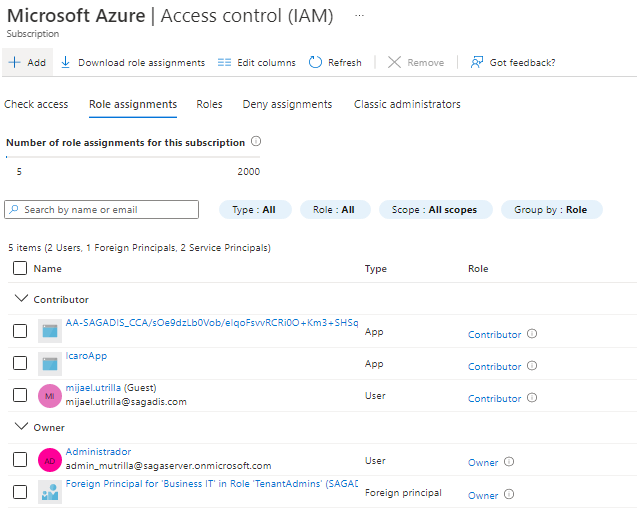 Microsoft Azure | Access control (IAM) ...
Subscription
+ Add Download role assignments Edit columns Refresh Remove Got feedback?
Check access Role assignments Roles Deny assignments Classic administrators
Number of role assignments for this subscription
5 2000
Search by name or email Type : All Role : All Scope : All scopes Group by : Role
5 items (2 Users, 1 Foreign Principals, 2 Service Principals)
Name Type Role
Contributor
AA-SAGADIS_CCA/sOe9dzLb0Vob/eIqoFsvvRCRi0O+Km3+SHSq
App Contributor
IcaroApp
App Contributor
mijael.utrilla (Guest)
MI mijael.utrilla@sagadis.com User Contributor
Owner
Administrador
AD admin_mutrilla@sagaserver.onmicrosoft.com User Owner
Foreign Principal for 'Business IT' in Role 'TenantAdmins' (SAGAD
Foreign principal Owner